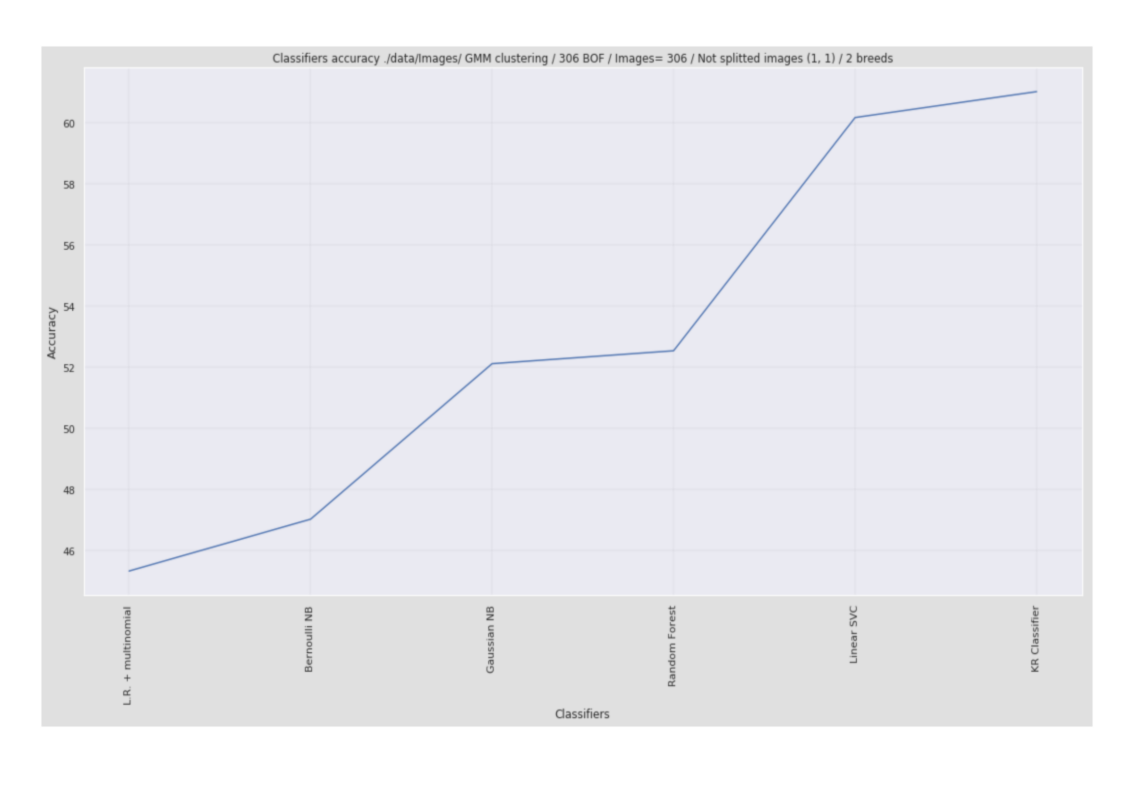 Classifiers accuracy ./data/Images/ GMM clustering / 306 BOF / Images= 306 / Not splitted images (1, 1) / 2 breeds
60
58
56
54
52
50
48
46
Accuracy
L.R. + multinomial
Bernoulli NB
Gaussian NB
Random Forest
Linear SVC
KR Classifier
Classifiers